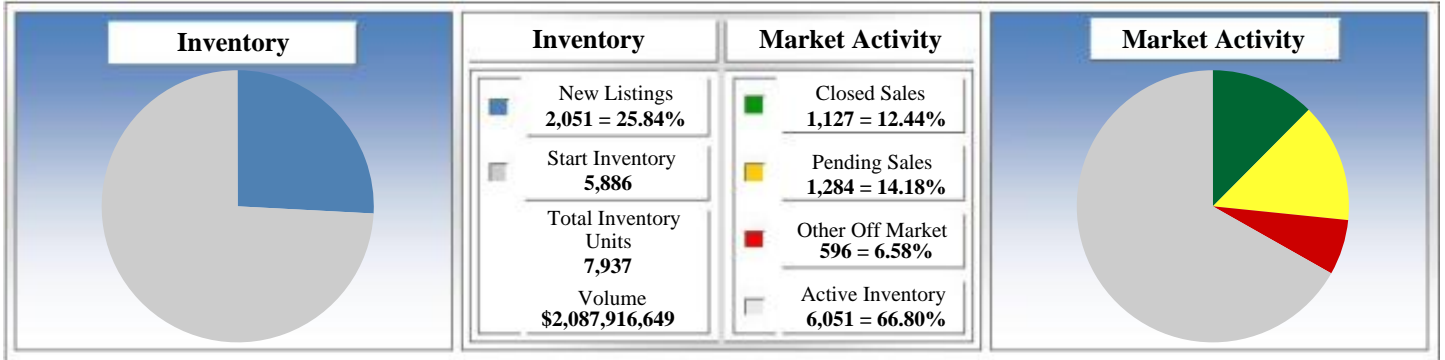 Inventory
Inventory
New Listings
2,051 = 25.84%
Start Inventory
5,886
Total Inventory
Units
7,937
Volume
$2,087,916,649
Market Activity
Closed Sales
1,127 = 12.44%
Pending Sales
1,284 = 14.18%
Other Off Market
596 = 6.58%
Active Inventory
6,051 = 66.80%
Market Activity